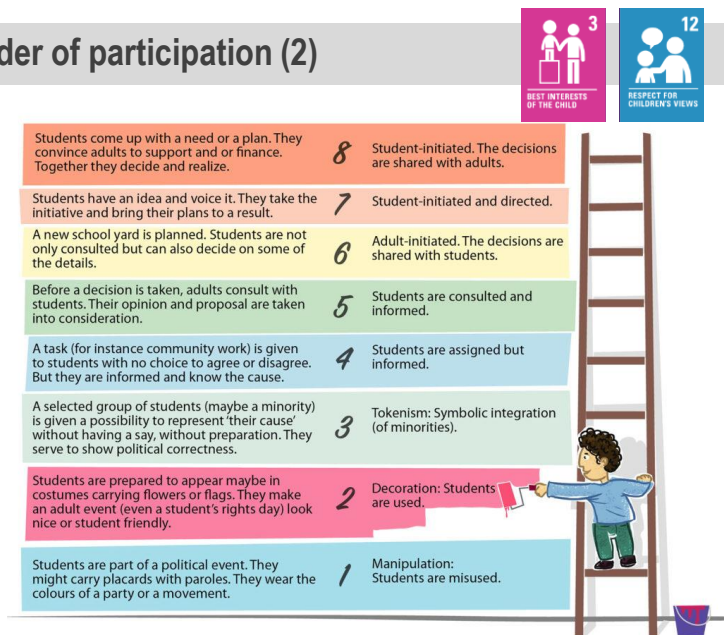 der of participation (2)
3
BEST INTERESTS
OF THE CHILD
12
RESPECT FOR
CHILDREN'S VIEWS
Students come up with a need or a plan. They
convince adults to support and or finance.
Together they decide and realize.
8
Student-initiated. The decisions
are shared with adults.
Students have an idea and voice it. They take the
initiative and bring their plans to a result.
7
Student-initiated and directed.
A new school yard is planned. Students are not
only consulted but can also decide on some of
the details.
6
Adult-initiated. The decisions are
shared with students.
Before a decision is taken, adults consult with
students. Their opinion and proposal are taken
into consideration.
5
Students are consulted and
informed.
A task (for instance community work) is given
to students with no choice to agree or disagree.
But they are informed and know the cause.
4
Students are assigned but
informed.
A selected group of students (maybe a minority)
is given a possibility to represent 'their cause'
without having a say, without preparation. They
serve to show political correctness.
3
Tokenism: Symbolic integration
(of minorities).
Students are prepared to appear maybe in
costumes carrying flowers or flags. They make
an adult event (even a student's rights day) look
nice or student friendly.
2
Decoration: Students
are used.
Students are part of a political event. They
might carry placards with paroles. They wear the
colours of a party or a movement.
1
Manipulation:
Students are misused.